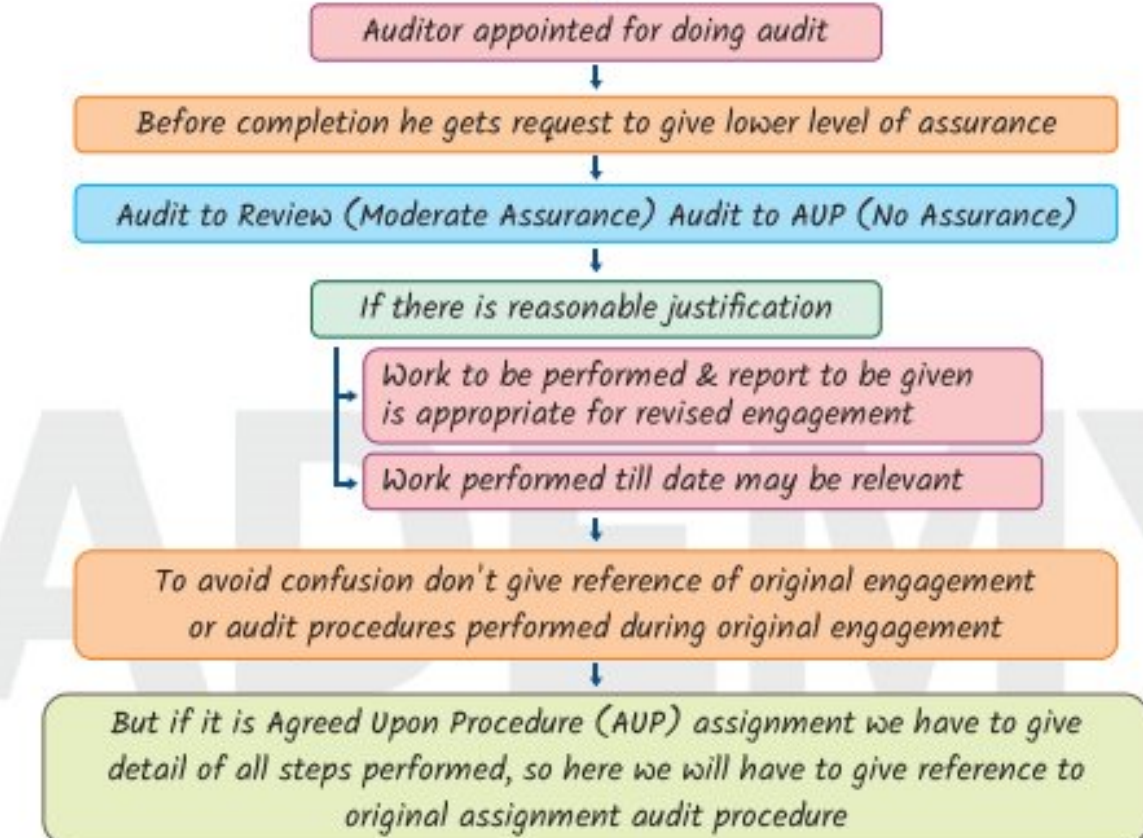 Auditor appointed for doing audit
Before completion he gets request to give lower level of assurance
Audit to Review (Moderate Assurance) Audit to AUP (No Assurance)
If there is reasonable justification
Work to be performed & report to be given
is appropriate for revised engagement
Work performed till date may be relevant
To avoid confusion don't give reference of original engagement
or audit procedures performed during original engagement
But if it is Agreed Upon Procedure (AUP) assignment we have to give
detail of all steps performed, so here we will have to give reference to
original assignment audit procedure